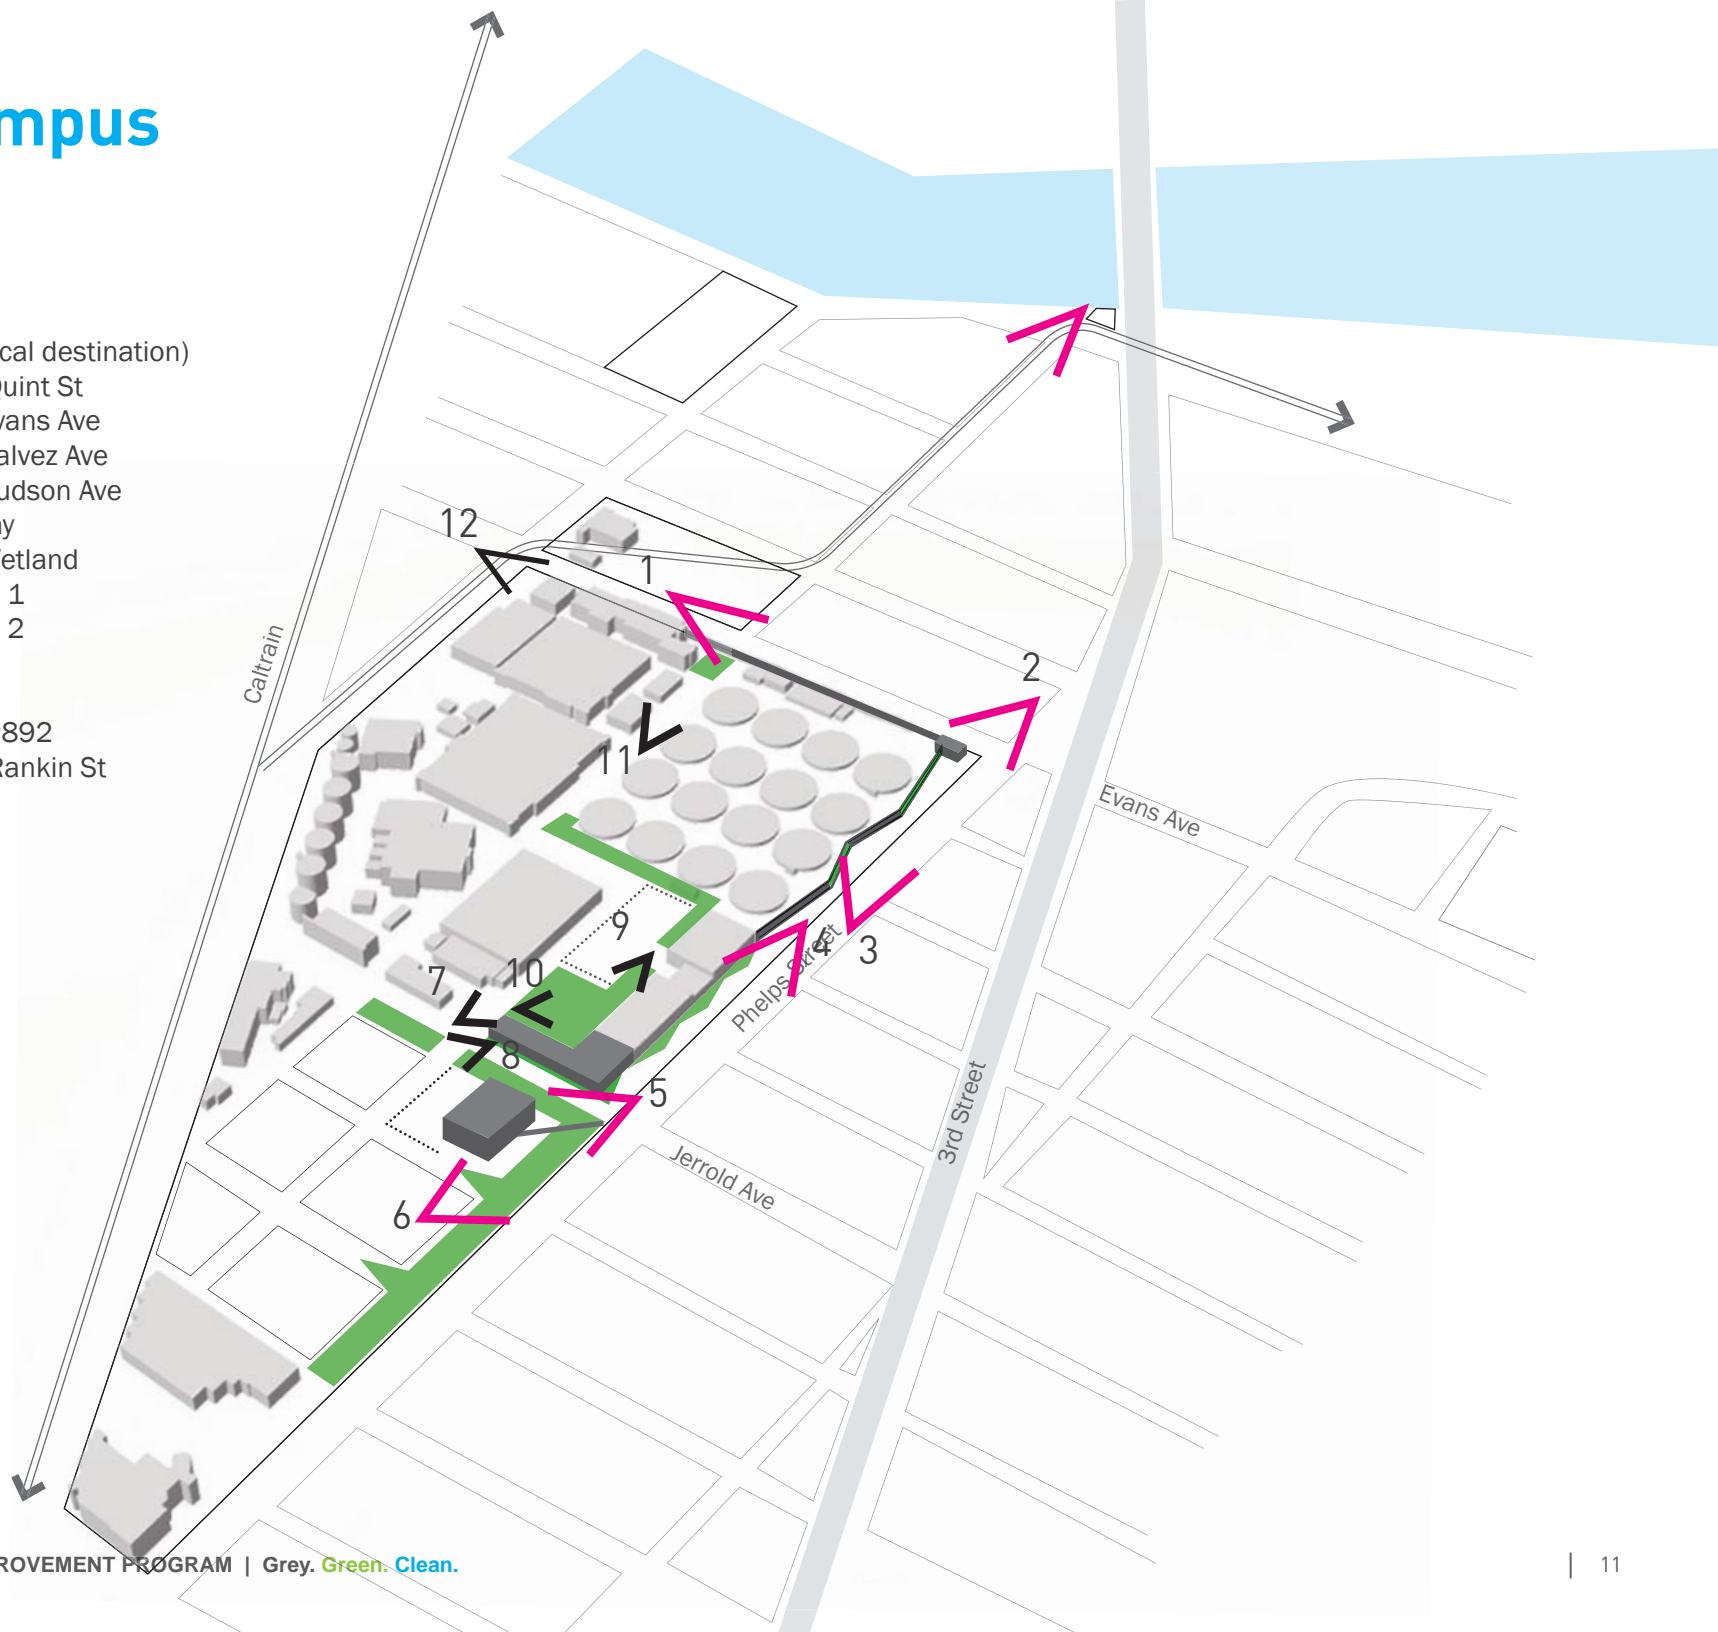 mpus
cal destination)
uint St
vans Ave
alvez Ave
udson Ave
y
etland
1
2
892
Rankin St
12
1
2
11
Caltrain
Evans Ave
9
4
3
7
10
Phelps Street
8
5
3rd Street
Jerrold Ave
6
ROVEMENT PROGRAM | Grey. Green. Clean.
| 11